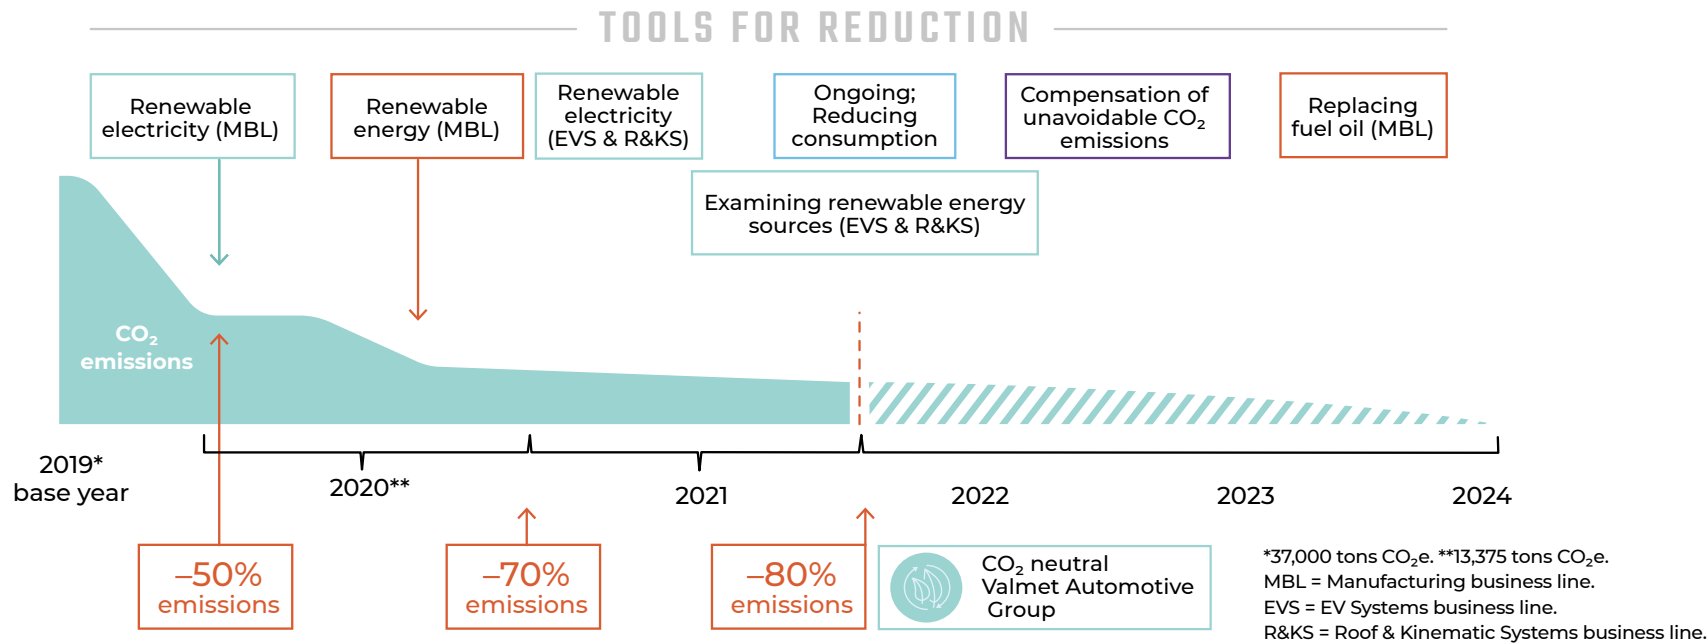 TOOLS FOR REDUCTION
Renewable
electricity (MBL)
Renewable
energy (MBL)
Renewable
electricity
(EVS & R&KS)
Ongoing;
Reducing
consumption
Compensation of
unavoidable CO₂
emissions
Replacing
fuel oil (MBL)
Examining renewable energy
sources (EVS & R&KS)
CO₂
emissions
2019*
base year
2020**
2021
2022
2023
2024
–50%
emissions
–70%
emissions
–80%
emissions
CO₂ neutral
Valmet Automotive
Group
*37,000 tons CO₂e. **13,375 tons CO₂e.
MBL = Manufacturing business line.
EVS = EV Systems business line.
R&KS = Roof & Kinematic Systems business line.